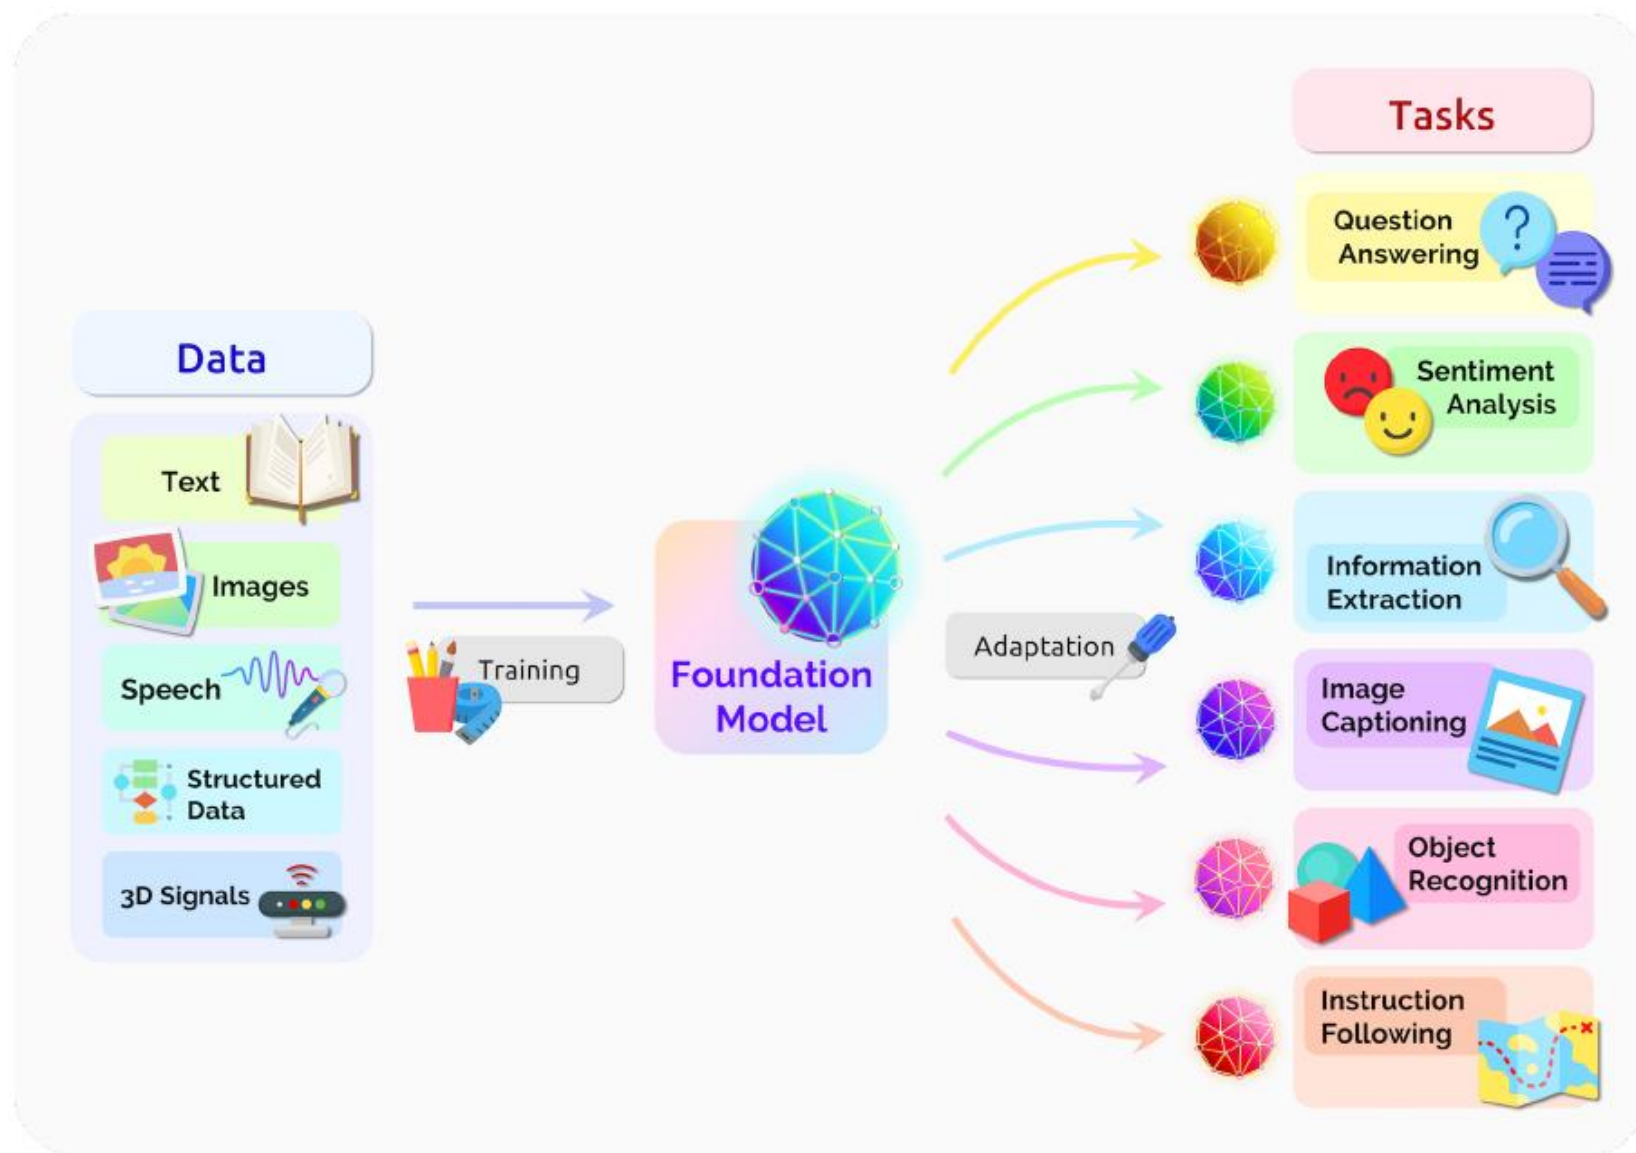 Data
Text
Images
Speech
Structured
Data
3D Signals
Training
Foundation
Model
Adaptation
Tasks
Question
Answering
Sentiment
Analysis
Information
Extraction
Image
Captioning
Object
Recognition
Instruction
Following